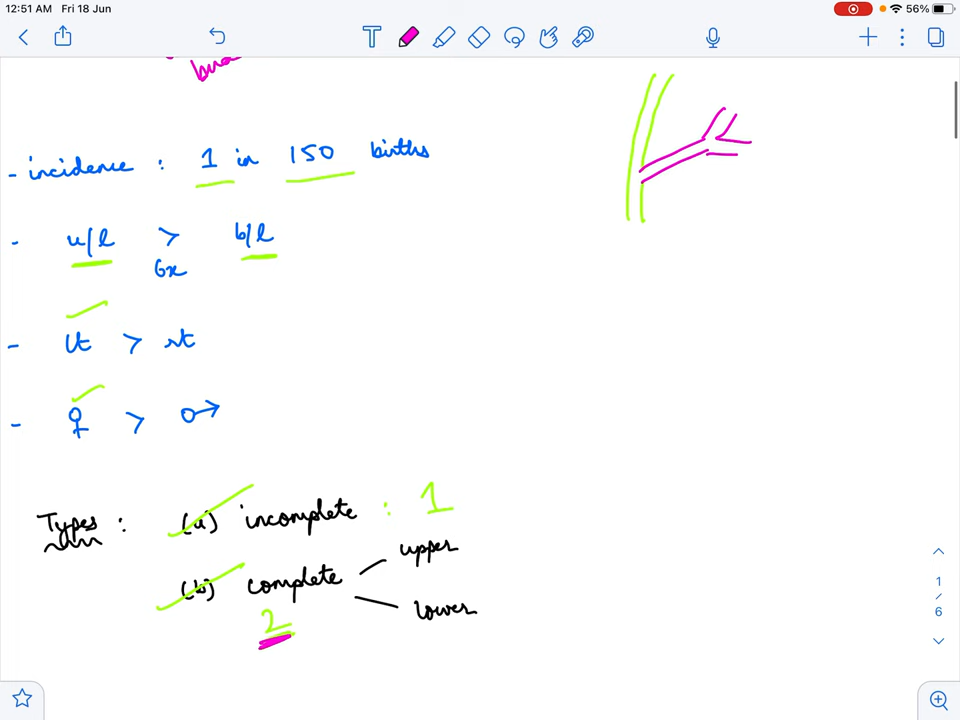 12:51 AM Fri 18 Jun
56%
T
bud
- incidence : 1 in 150 births
- u/l > b/l
6x
- lt > rt
- ♀ > ♂
Types : (a) incomplete : 1
(b) complete
upper
lower
2
1
/
6